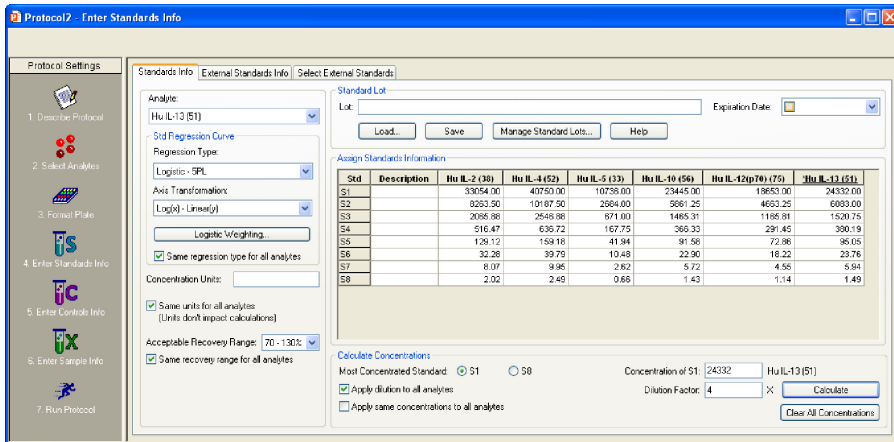 Protocol2 - Enter Standards Info
Protocol Settings
1. Describe Protocol
2. Select Analytes
3. Format Plate
4. Enter Standards Info
5. Enter Controls Info
6. Enter Sample Info
7. Run Protocol
Standards Info External Standards Info Select External Standards
Analyte:
Hu IL-13 (51)
Std Regression Curve
Regression Type:
Logistic - 5PL
Axis Transformation:
Log(x) - Linear(y)
Logistic Weighting...
Same regression type for all analytes
Concentration Units:
Same units for all analytes
(Units don't impact calculations)
Acceptable Recovery Range: 70 - 130%
Same recovery range for all analytes
Standard Lot
Lot: Expiration Date:
Load... Save Manage Standard Lots... Help
Assign Standards Information
Std Description Hu IL-2 (38) Hu IL-4 (52) Hu IL-5 (33) Hu IL-10 (56) Hu IL-12(p70) (75) 'Hu IL-13 (51)
S1 33054.00 40750.00 10736.00 23445.00 18653.00 24332.00
S2 8263.50 10187.50 2684.00 5861.25 4663.25 6083.00
S3 2065.88 2546.88 671.00 1465.31 1165.81 1520.75
S4 516.47 636.72 167.75 366.33 291.45 380.19
S5 129.12 159.18 41.94 91.58 72.86 95.05
S6 32.28 39.79 10.48 22.90 18.22 23.76
S7 8.07 9.95 2.62 5.72 4.55 5.94
S8 2.02 2.49 0.66 1.43 1.14 1.49
Calculate Concentrations
Most Concentrated Standard: S1 S8 Concentration of S1: 24332 Hu IL-13 (51)
Apply dilution to all analytes Dilution Factor: 4 X Calculate
Apply same concentrations to all analytes Clear All Concentrations